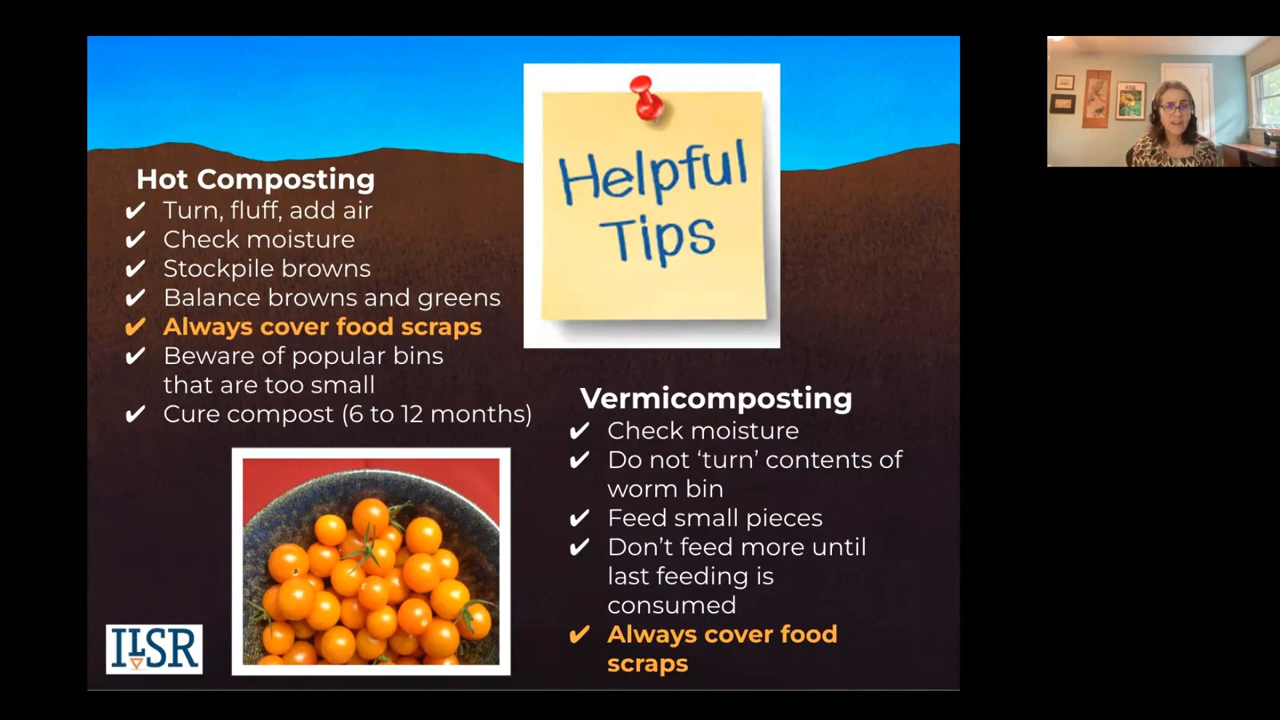 Helpful
Tips
Hot Composting
✔ Turn, fluff, add air
✔ Check moisture
✔ Stockpile browns
✔ Balance browns and greens
✔ Always cover food scraps
✔ Beware of popular bins
that are too small
✔ Cure compost (6 to 12 months)
Vermicomposting
✔ Check moisture
✔ Do not ‘turn’ contents of
worm bin
✔ Feed small pieces
✔ Don’t feed more until
last feeding is
consumed
✔ Always cover food
scraps
ILSR